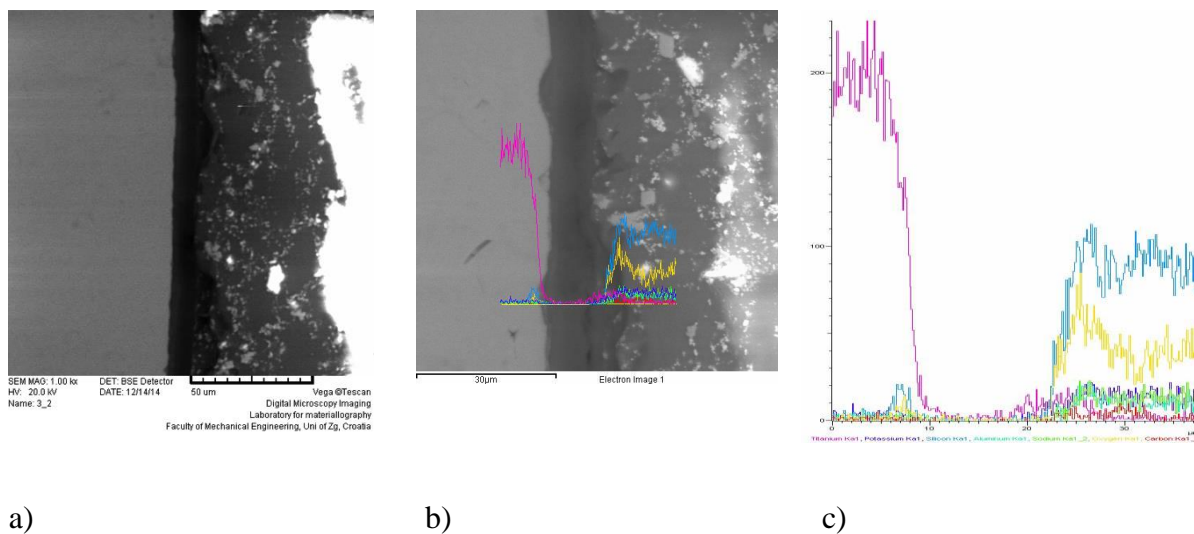 SEM MAG: 1.00 kx DET: BSE Detector
HV: 20.0 kV DATE: 12/14/14 50 um Vega ©Tescan
Name: 3_2 Digital Microscopy Imaging
Laboratory for materiallography
Faculty of Mechanical Engineering, Uni of Zg, Croatia
30µm Electron Image 1
200
100
0
0 10 20 30
Titanium Ka1, Potassium Ka1, Silicon Ka1, Aluminum Ka1, Sodium Ka1_2, Oxygen Ka1, Carbon Ka1_
a) b) c)